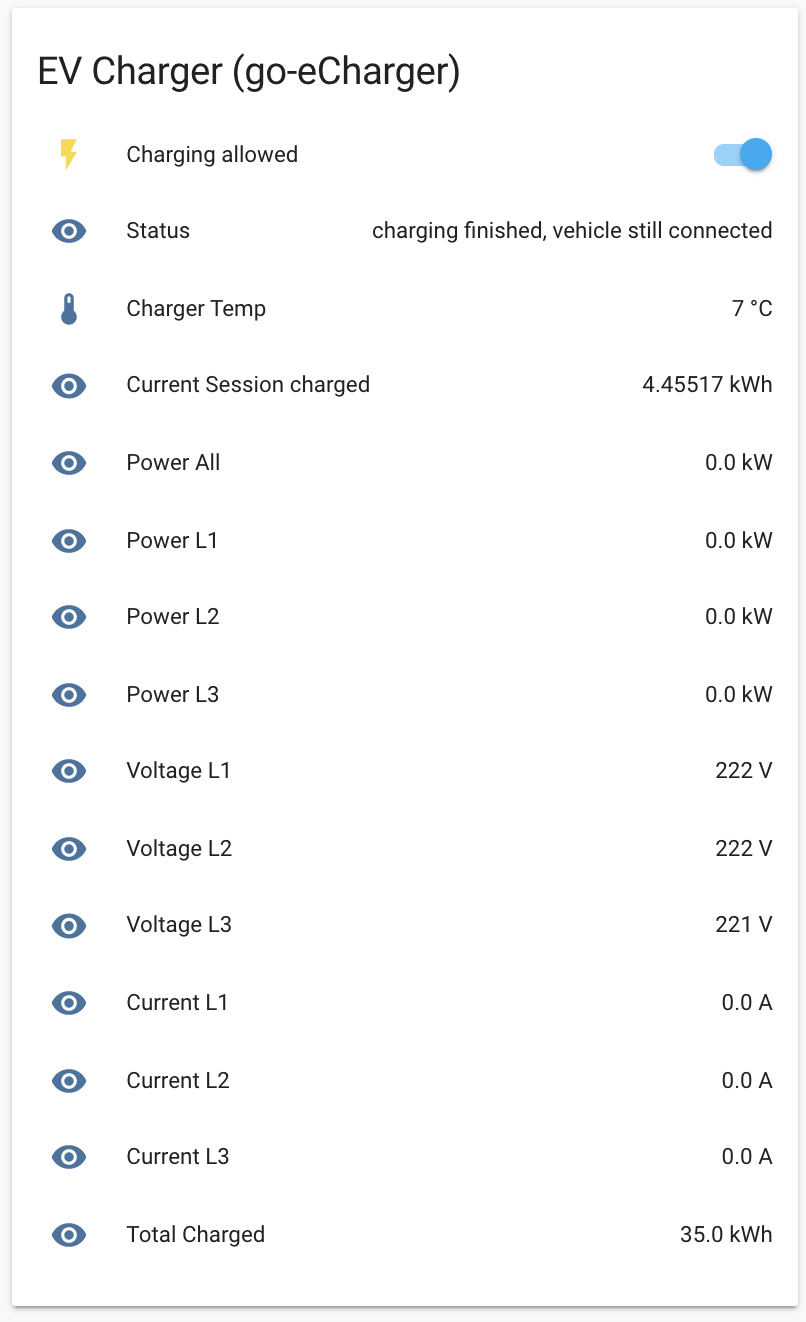 EV Charger (go-eCharger)
Charging allowed
Status charging finished, vehicle still connected
Charger Temp 7 °C
Current Session charged 4.45517 kWh
Power All 0.0 kW
Power L1 0.0 kW
Power L2 0.0 kW
Power L3 0.0 kW
Voltage L1 222 V
Voltage L2 222 V
Voltage L3 221 V
Current L1 0.0 A
Current L2 0.0 A
Current L3 0.0 A
Total Charged 35.0 kWh